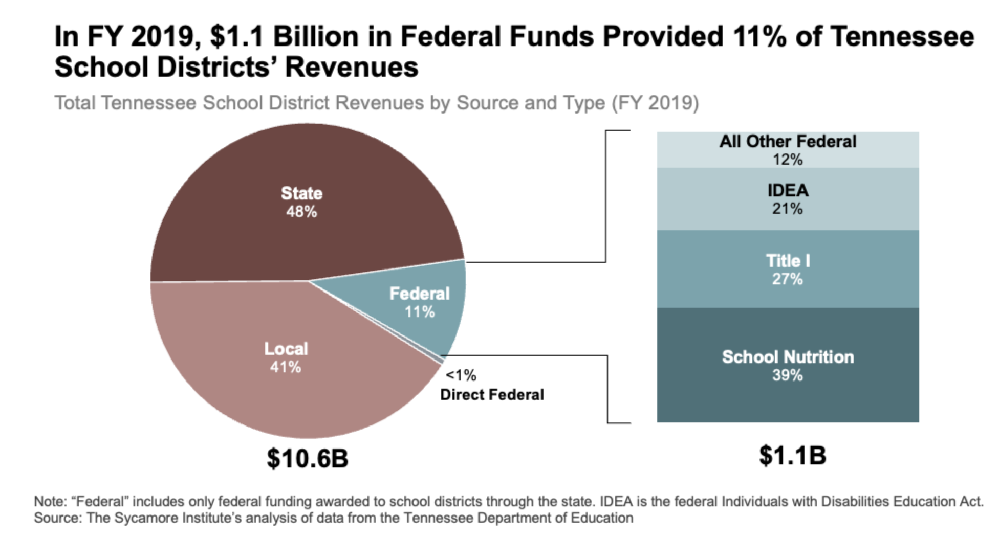 In FY 2019, $1.1 Billion in Federal Funds Provided 11% of Tennessee
School Districts’ Revenues
Total Tennessee School District Revenues by Source and Type (FY 2019)
State
48%
Federal
11%
Local
41%
<1%
Direct Federal
$10.6B
All Other Federal
12%
IDEA
21%
Title I
27%
School Nutrition
39%
$1.1B
Note: “Federal” includes only federal funding awarded to school districts through the state. IDEA is the federal Individuals with Disabilities Education Act.
Source: The Sycamore Institute’s analysis of data from the Tennessee Department of Education